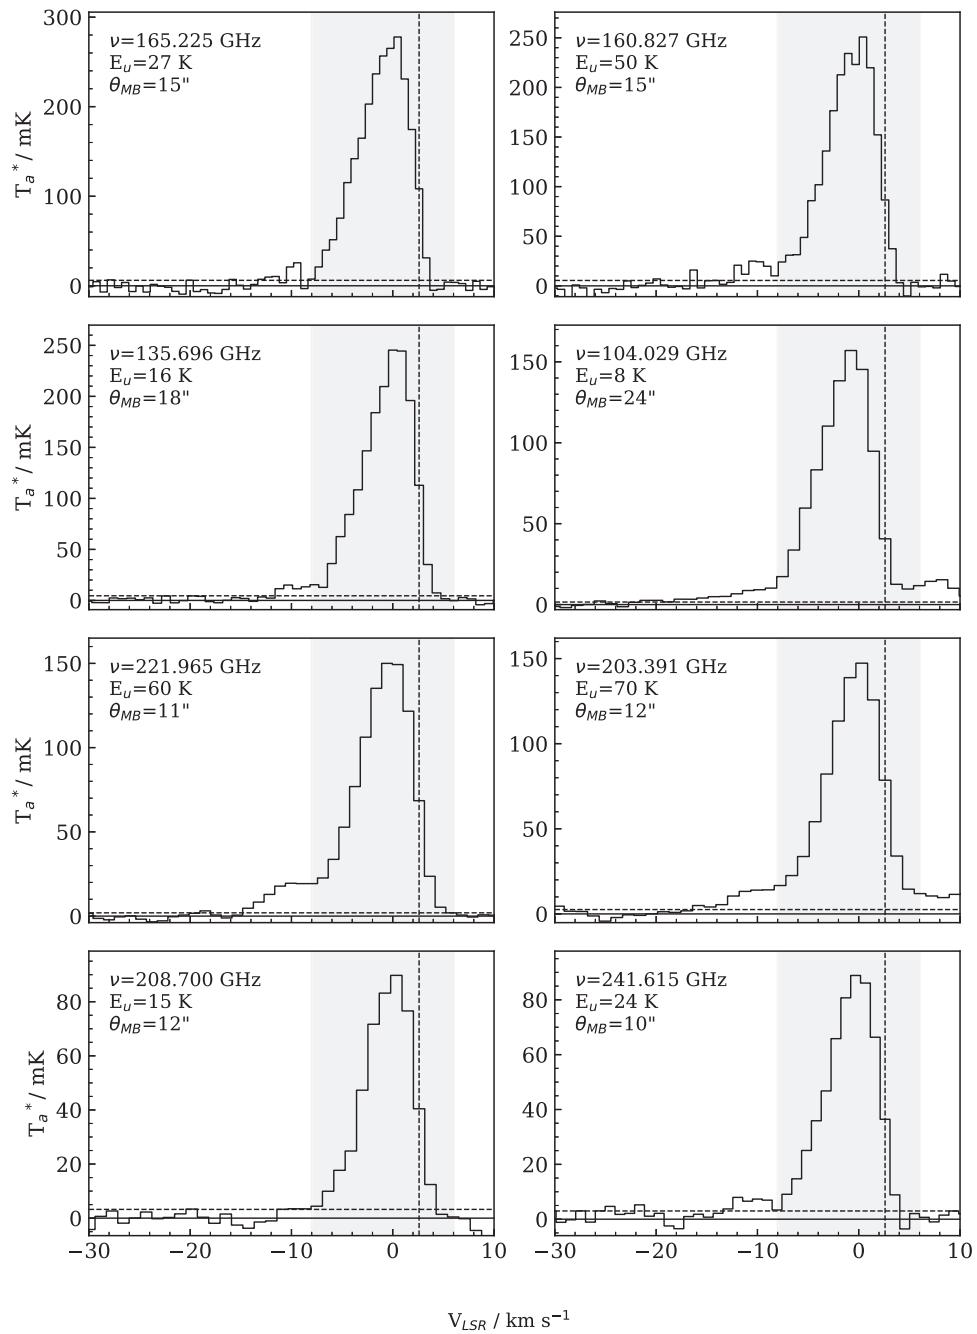 300
200
100
0
ν=165.225 GHz
E_u=27 K
θ_MB=15"
T_a* / mK
250
200
150
100
50
0
ν=160.827 GHz
E_u=50 K
θ_MB=15"
250
200
150
100
50
0
ν=135.696 GHz
E_u=16 K
θ_MB=18"
T_a* / mK
150
100
50
0
ν=104.029 GHz
E_u=8 K
θ_MB=24"
150
100
50
0
ν=221.965 GHz
E_u=60 K
θ_MB=11"
T_a* / mK
150
100
50
0
ν=203.391 GHz
E_u=70 K
θ_MB=12"
80
60
40
20
0
ν=208.700 GHz
E_u=15 K
θ_MB=12"
T_a* / mK
−30 −20 −10 0 10
80
60
40
20
0
ν=241.615 GHz
E_u=24 K
θ_MB=10"
−30 −20 −10 0 10
V_LSR / km s⁻¹